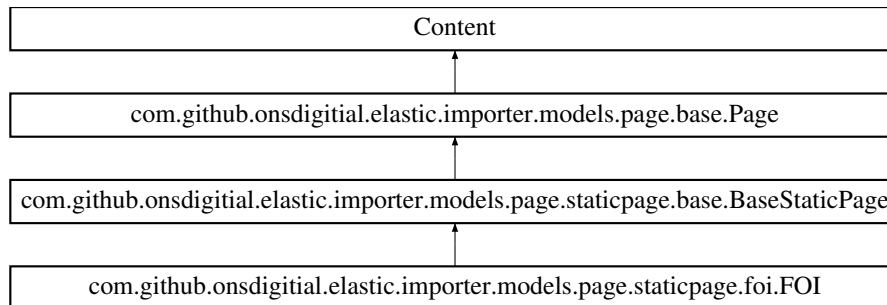 Content
com.github.onsdigitial.elastic.importer.models.page.base.Page
com.github.onsdigitial.elastic.importer.models.page.staticpage.base.BaseStaticPage
com.github.onsdigitial.elastic.importer.models.page.staticpage.foi.FOI